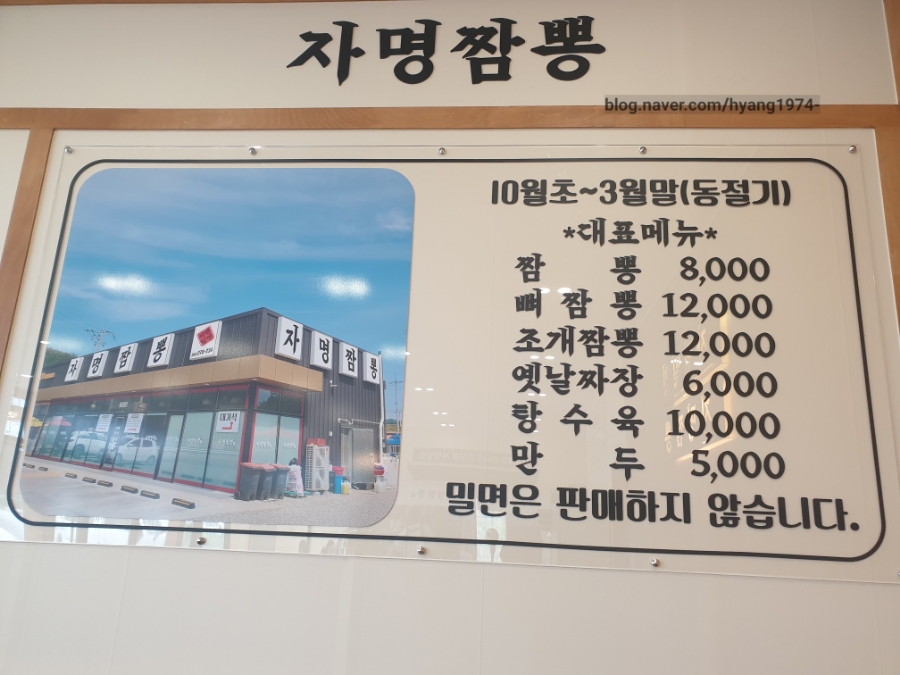 자명짬뽕
blog.naver.com/hyang1974-
10월초~3월말(동절기)
*대표메뉴*
짬뽕 8,000
뼈짬뽕 12,000
조개짬뽕 12,000
옛날짜장 6,000
탕수육 10,000
만두 5,000
밀면은 판매하지 않습니다.
자명짬뽕
자명짬뽕
대기석